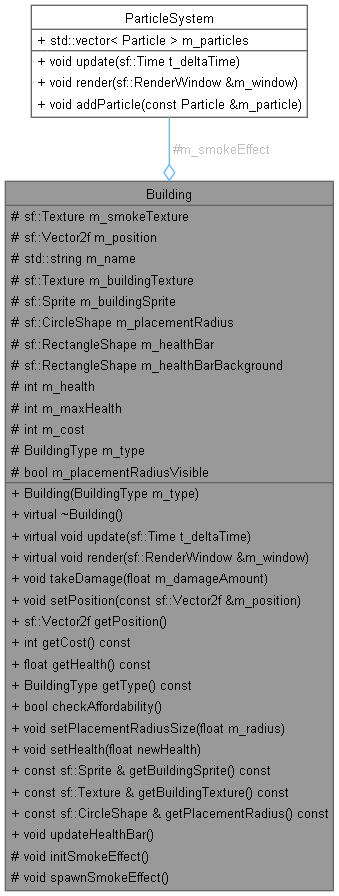 ParticleSystem
+ std::vector< Particle > m_particles
+ void update(sf::Time t_deltaTime)
+ void render(sf::RenderWindow &m_window)
+ void addParticle(const Particle &m_particle)
#m_smokeEffect
Building
# sf::Texture m_smokeTexture
# sf::Vector2f m_position
# std::string m_name
# sf::Texture m_buildingTexture
# sf::Sprite m_buildingSprite
# sf::CircleShape m_placementRadius
# sf::RectangleShape m_healthBar
# sf::RectangleShape m_healthBarBackground
# int m_health
# int m_maxHealth
# int m_cost
# BuildingType m_type
# bool m_placementRadiusVisible
+ Building(BuildingType m_type)
+ virtual ~Building()
+ virtual void update(sf::Time t_deltaTime)
+ virtual void render(sf::RenderWindow &m_window)
+ void takeDamage(float m_damageAmount)
+ void setPosition(const sf::Vector2f &m_position)
+ sf::Vector2f getPosition()
+ int getCost() const
+ float getHealth() const
+ BuildingType getType() const
+ bool checkAffordability()
+ void setPlacementRadiusSize(float m_radius)
+ void setHealth(float newHealth)
+ const sf::Sprite & getBuildingSprite() const
+ const sf::Texture & getBuildingTexture() const
+ const sf::CircleShape & getPlacementRadius() const
+ void updateHealthBar()
# void initSmokeEffect()
# void spawnSmokeEffect()